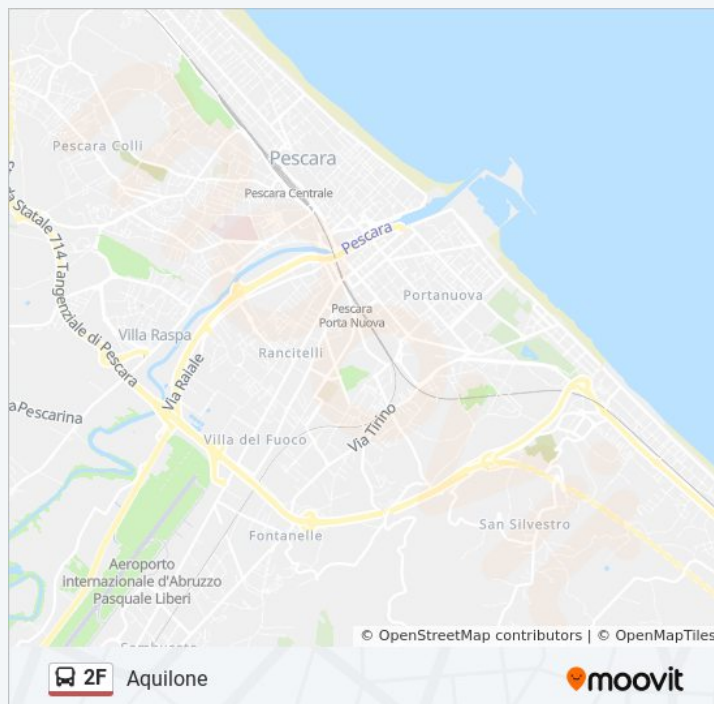 Pescara Colli
Pescara
Pescara Centrale
da Statale 714 Tangenziale di Pescara
Pescara
Portanuova
Pescara
Porta Nuova
Villa Raspa
Rancitelli
Via Raiale
Pescarina
Villa del Fuoco
Via Tirino
San Silvestro
Fontanelle
Aeroporto
internazionale d'Abruzzo
Pasquale Liberi
© OpenStreetMap contributors | © OpenMapTiles
2F Aquilone
moovit